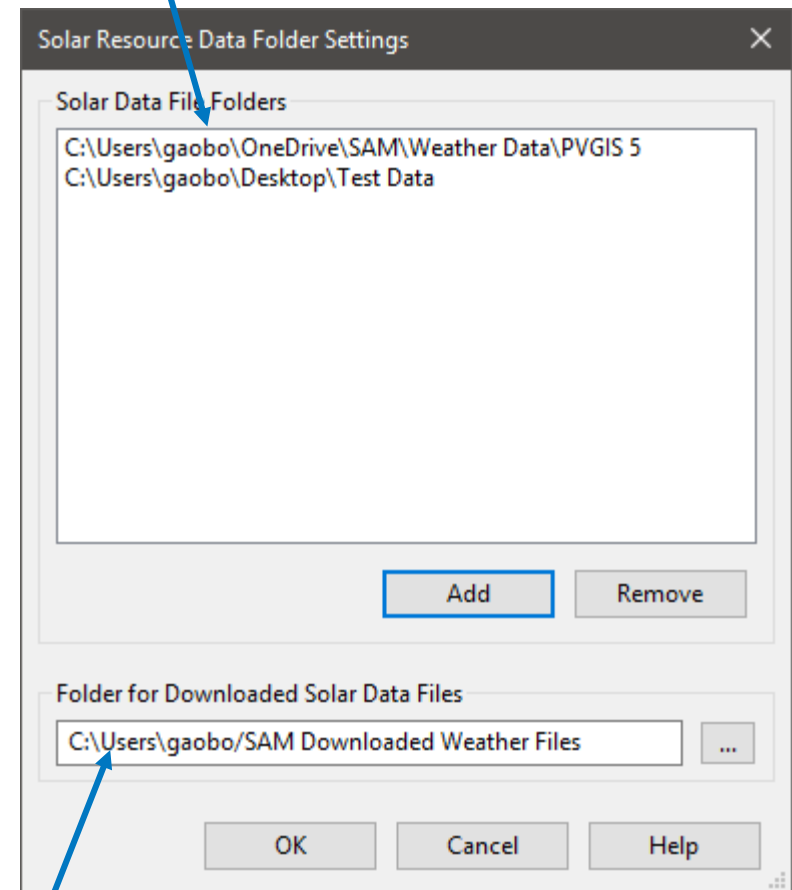 Solar Resource Data Folder Settings
Solar Data File Folders
C:\Users\gaobo\OneDrive\SAM\Weather Data\PVGIS 5
C:\Users\gaobo\Desktop\Test Data
Add Remove
Folder for Downloaded Solar Data Files
C:\Users\gaobo/SAM Downloaded Weather Files ...
OK Cancel Help